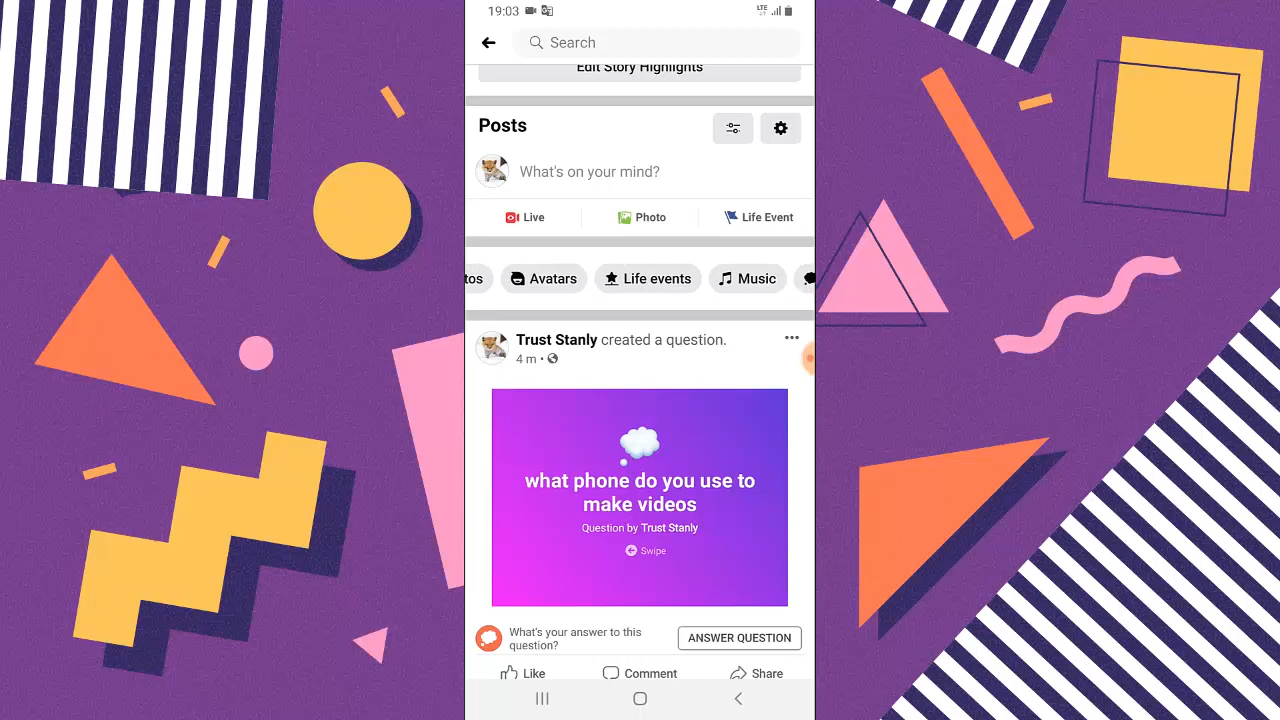 19:03
LTE
Search
Edit Story Highlights
Posts
What's on your mind?
Live
Photo
Life Event
tos
Avatars
Life events
Music
Trust Stanly created a question.
4 m •
what phone do you use to
make videos
Question by Trust Stanly
Swipe
What's your answer to this
question?
ANSWER QUESTION
Like
Comment
Share